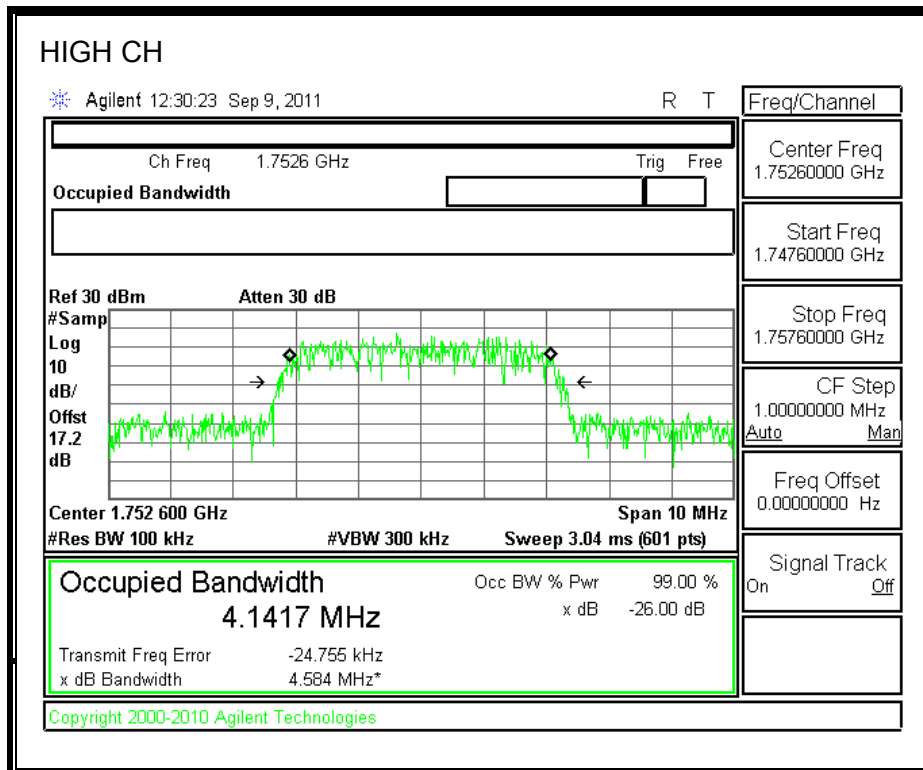 HIGH CH
Agilent 12:30:23 Sep 9, 2011 R T
Ch Freq 1.7526 GHz Trig Free
Occupied Bandwidth
Ref 30 dBm Atten 30 dB
#Samp
Log
10
dB/
Offst
17.2
dB
Center 1.752 600 GHz Span 10 MHz
#Res BW 100 kHz #VBW 300 kHz Sweep 3.04 ms (601 pts)
Occupied Bandwidth
4.1417 MHz
Occ BW % Pwr 99.00 %
x dB -26.00 dB
Transmit Freq Error -24.755 kHz
x dB Bandwidth 4.584 MHz*
Copyright 2000-2010 Agilent Technologies
Freq/Channel
Center Freq
1.75260000 GHz
Start Freq
1.74760000 GHz
Stop Freq
1.75760000 GHz
CF Step
1.00000000 MHz
Auto Man
Freq Offset
0.00000000 Hz
Signal Track
On Off